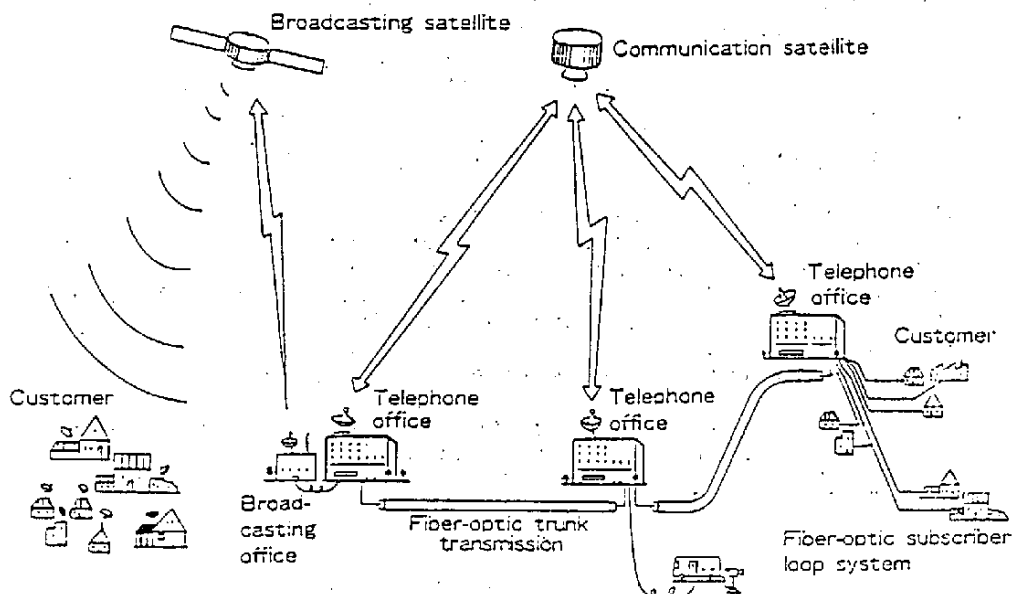 Broadcasting satellite
Communication satellite
Telephone
office
Customer
Customer
Telephone
office
Telephone
office
Broad-
casting
office
Fiber-optic trunk
transmission
Fiber-optic subscriber
loop system